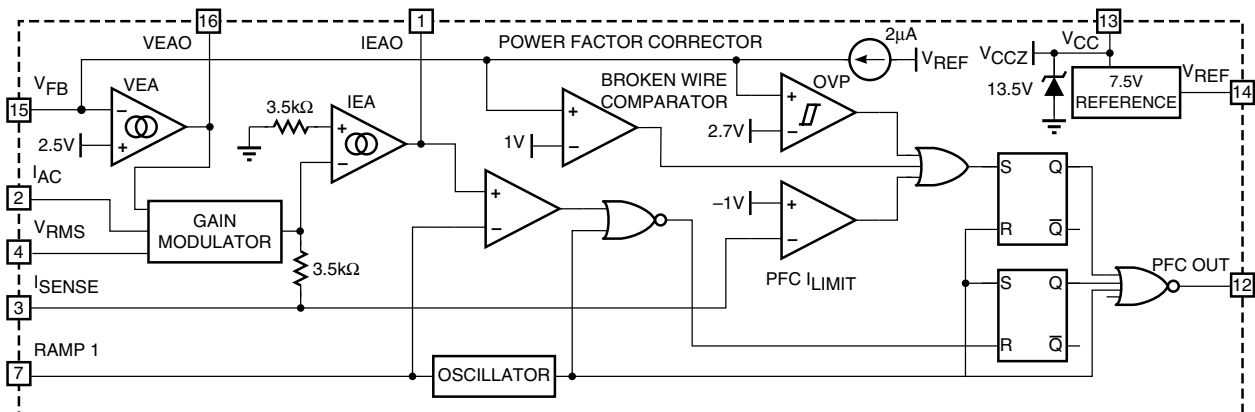 16
1
13
VEAO
IEAO
POWER FACTOR CORRECTOR
2µA
VCC
VREF
VCCZ
13.5V
7.5V
REFERENCE
VREF
14
VFB
15
VEA
−
+
2.5V
3.5kΩ
IEA
+
−
BROKEN WIRE
COMPARATOR
+
−
1V
OVP
+
−
2.7V
IAC
2
VRMS
4
GAIN
MODULATOR
3.5kΩ
ISENSE
3
+
−
–1V
+
−
PFC ILIMIT
S
Q
R
Q
S
Q
R
Q
PFC OUT
12
RAMP 1
7
OSCILLATOR